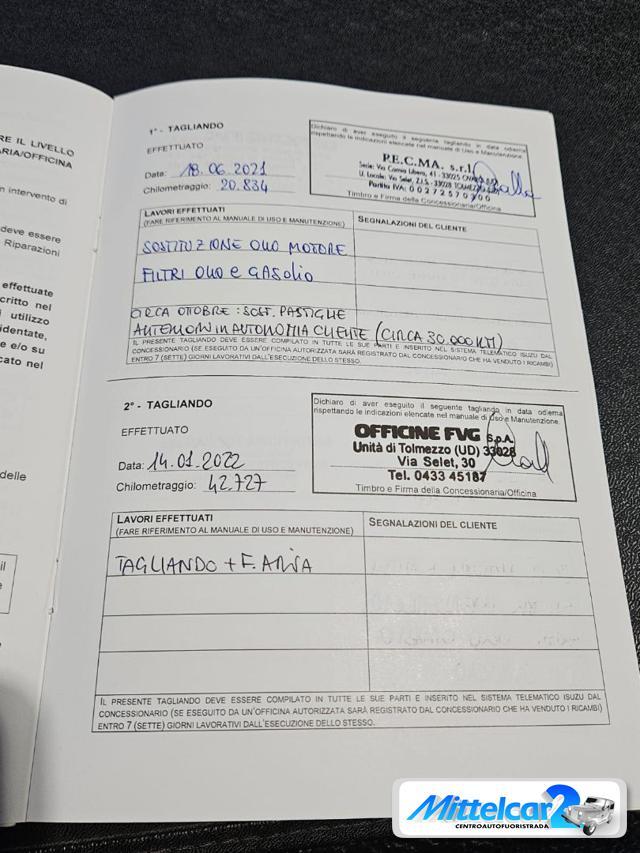 RE IL LIVELLO
ARIA/OFFICINA
n intervento di
deve essere
Riparazioni
effettuate
critto nel
utilizzo
identate,
e e/o su
cato nel
delle
il
1° - TAGLIANDO
EFFETTUATO
Data: 18.06.2021
Chilometraggio: 20.834
Dichiaro di aver eseguito il seguente tagliando in data odierna
rispettando le indicazioni elencate nel manuale di Uso e Manutenzione.
P.E.C.MA. s.r.l.
Partita IVA: 00272570300
Timbro e Firma della Concessionaria/Officina
LAVORI EFFETTUATI
(FARE RIFERIMENTO AL MANUALE DI USO E MANUTENZIONE)
SEGNALAZIONI DEL CLIENTE
SOSTITUZIONE OLIO MOTORE
FILTRI OLIO e GASOLIO
CIRCA OTTOBRE: SOST. PASTIGLIE
ANTERIORI IN AUTONOMIA CLIENTE (CIRCA 30.000 KM)
IL PRESENTE TAGLIANDO DEVE ESSERE COMPILATO IN TUTTE LE SUE PARTI E INSERITO NEL SISTEMA TELEMATICO ISUZU DAL
CONCESSIONARIO (SE ESEGUITO DA UN'OFFICINA AUTORIZZATA SARÀ REGISTRATO DAL CONCESSIONARIO CHE HA VENDUTO I RICAMBI)
ENTRO 7 (SETTE) GIORNI LAVORATIVI DALL'ESECUZIONE DELLO STESSO.
2° - TAGLIANDO
EFFETTUATO
Data: 14.01.2022
Chilometraggio: 42.727
Dichiaro di aver eseguito il seguente tagliando in data odierna
rispettando le indicazioni elencate nel manuale di Uso e Manutenzione.
OFFICINE FVG S.p.A.
Unità di Tolmezzo (UD) 33028
Via Selet, 30
Tel. 0433 45187
Timbro e Firma della Concessionaria/Officina
LAVORI EFFETTUATI
(FARE RIFERIMENTO AL MANUALE DI USO E MANUTENZIONE)
SEGNALAZIONI DEL CLIENTE
TAGLIANDO + F. ARIA
IL PRESENTE TAGLIANDO DEVE ESSERE COMPILATO IN TUTTE LE SUE PARTI E INSERITO NEL SISTEMA TELEMATICO ISUZU DAL
CONCESSIONARIO (SE ESEGUITO DA UN'OFFICINA AUTORIZZATA SARÀ REGISTRATO DAL CONCESSIONARIO CHE HA VENDUTO I RICAMBI)
ENTRO 7 (SETTE) GIORNI LAVORATIVI DALL'ESECUZIONE DELLO STESSO.
Mittelcar2
CENTROAUTOFUORISTRADA